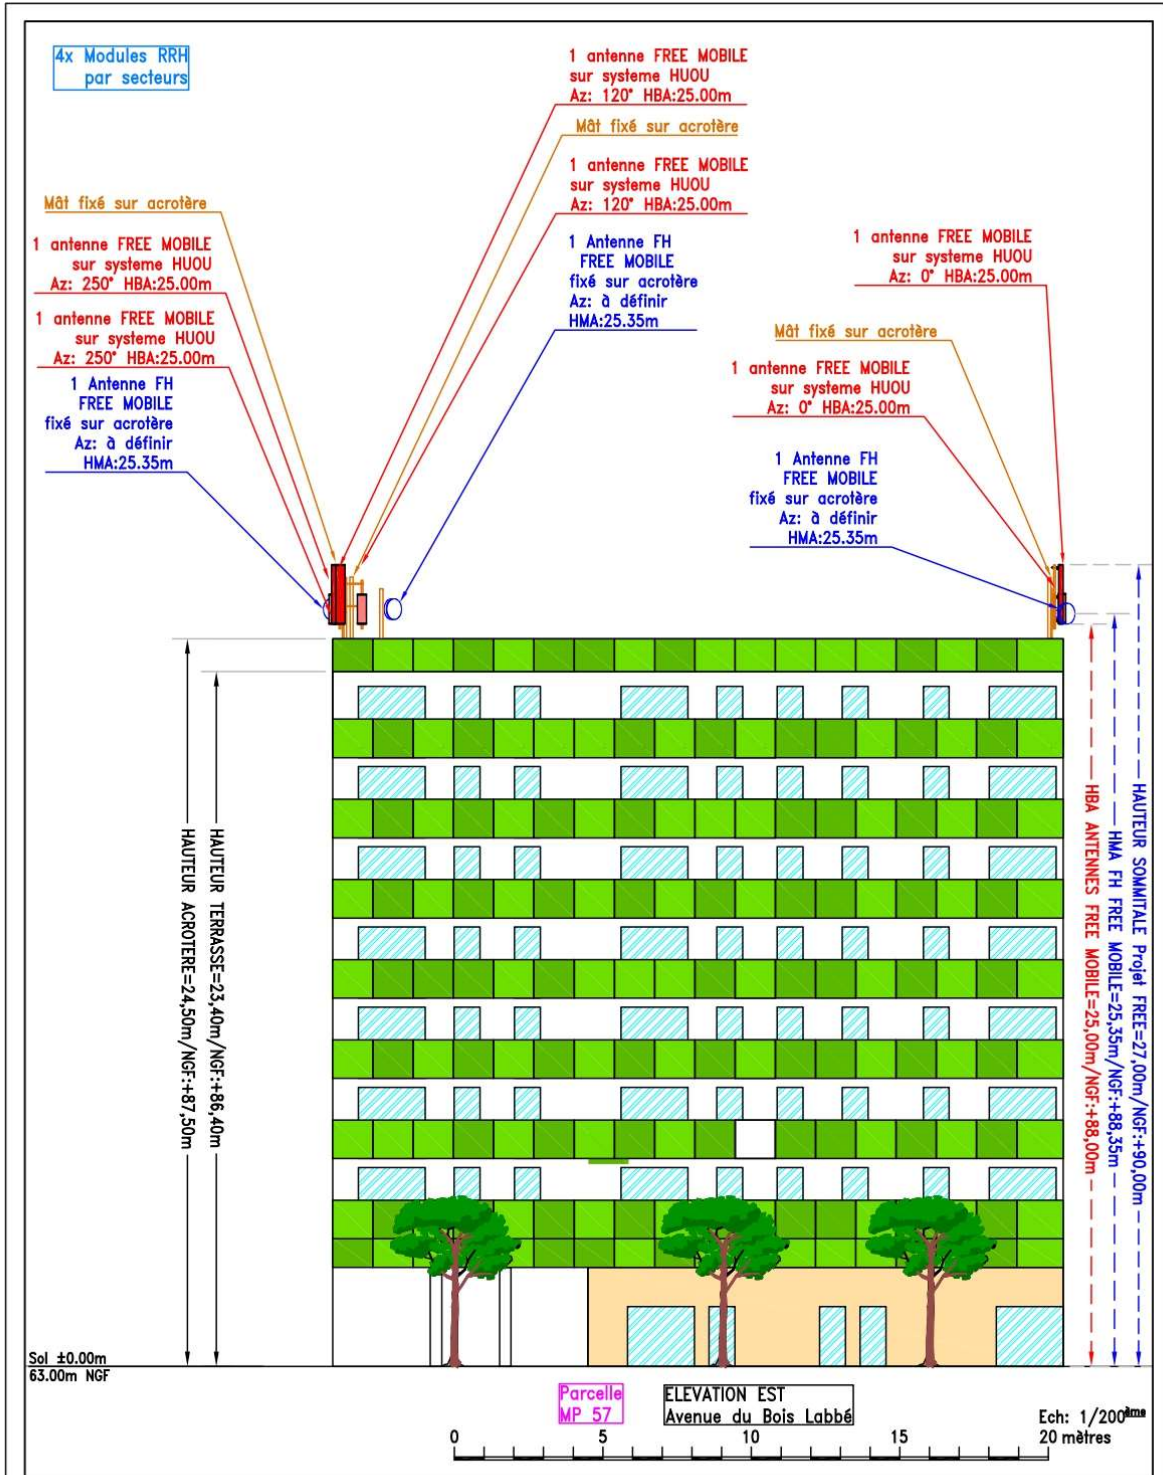 4x Modules RRH
par secteurs
1 antenne FREE MOBILE
sur systeme HUOU
Az: 120° HBA:25.00m
Mât fixé sur acrotère
1 antenne FREE MOBILE
sur systeme HUOU
Az: 120° HBA:25.00m
1 Antenne FH
FREE MOBILE
fixé sur acrotère
Az: à définir
HMA:25.35m
Mât fixé sur acrotère
1 antenne FREE MOBILE
sur systeme HUOU
Az: 250° HBA:25.00m
1 antenne FREE MOBILE
sur systeme HUOU
Az: 250° HBA:25.00m
1 Antenne FH
FREE MOBILE
fixé sur acrotère
Az: à définir
HMA:25.35m
1 antenne FREE MOBILE
sur systeme HUOU
Az: 0° HBA:25.00m
Mât fixé sur acrotère
1 antenne FREE MOBILE
sur systeme HUOU
Az: 0° HBA:25.00m
1 Antenne FH
FREE MOBILE
fixé sur acrotère
Az: à définir
HMA:25.35m
HAUTEUR ACROTERE=24,50m/NGF:+87,50m
HAUTEUR TERRASSE=23,40m/NGF:+86,40m
HBA ANTENNES FREE MOBILE=25,00m/NGF:+88,00m
HMA FH FREE MOBILE=25,35m/NGF:+88,35m
HAUTEUR SOMMITALE Projet FREE=27,00m/NGF:+90,00m
Sol ±0.00m
63.00m NGF
Parcelle
MP 57
ELEVATION EST
Avenue du Bois Labbé
Ech: 1/200ème
0 5 10 15 20 mètres